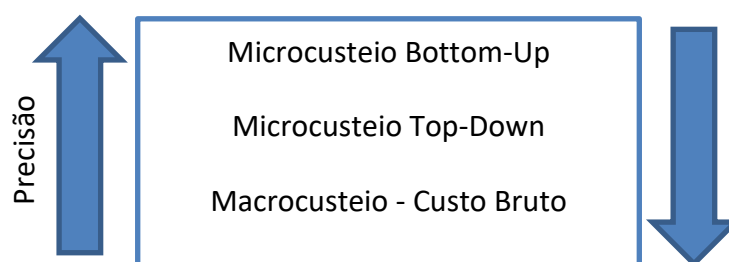 Precisão
Microcusteio Bottom-Up
Microcusteio Top-Down
Macrocusteio - Custo Bruto